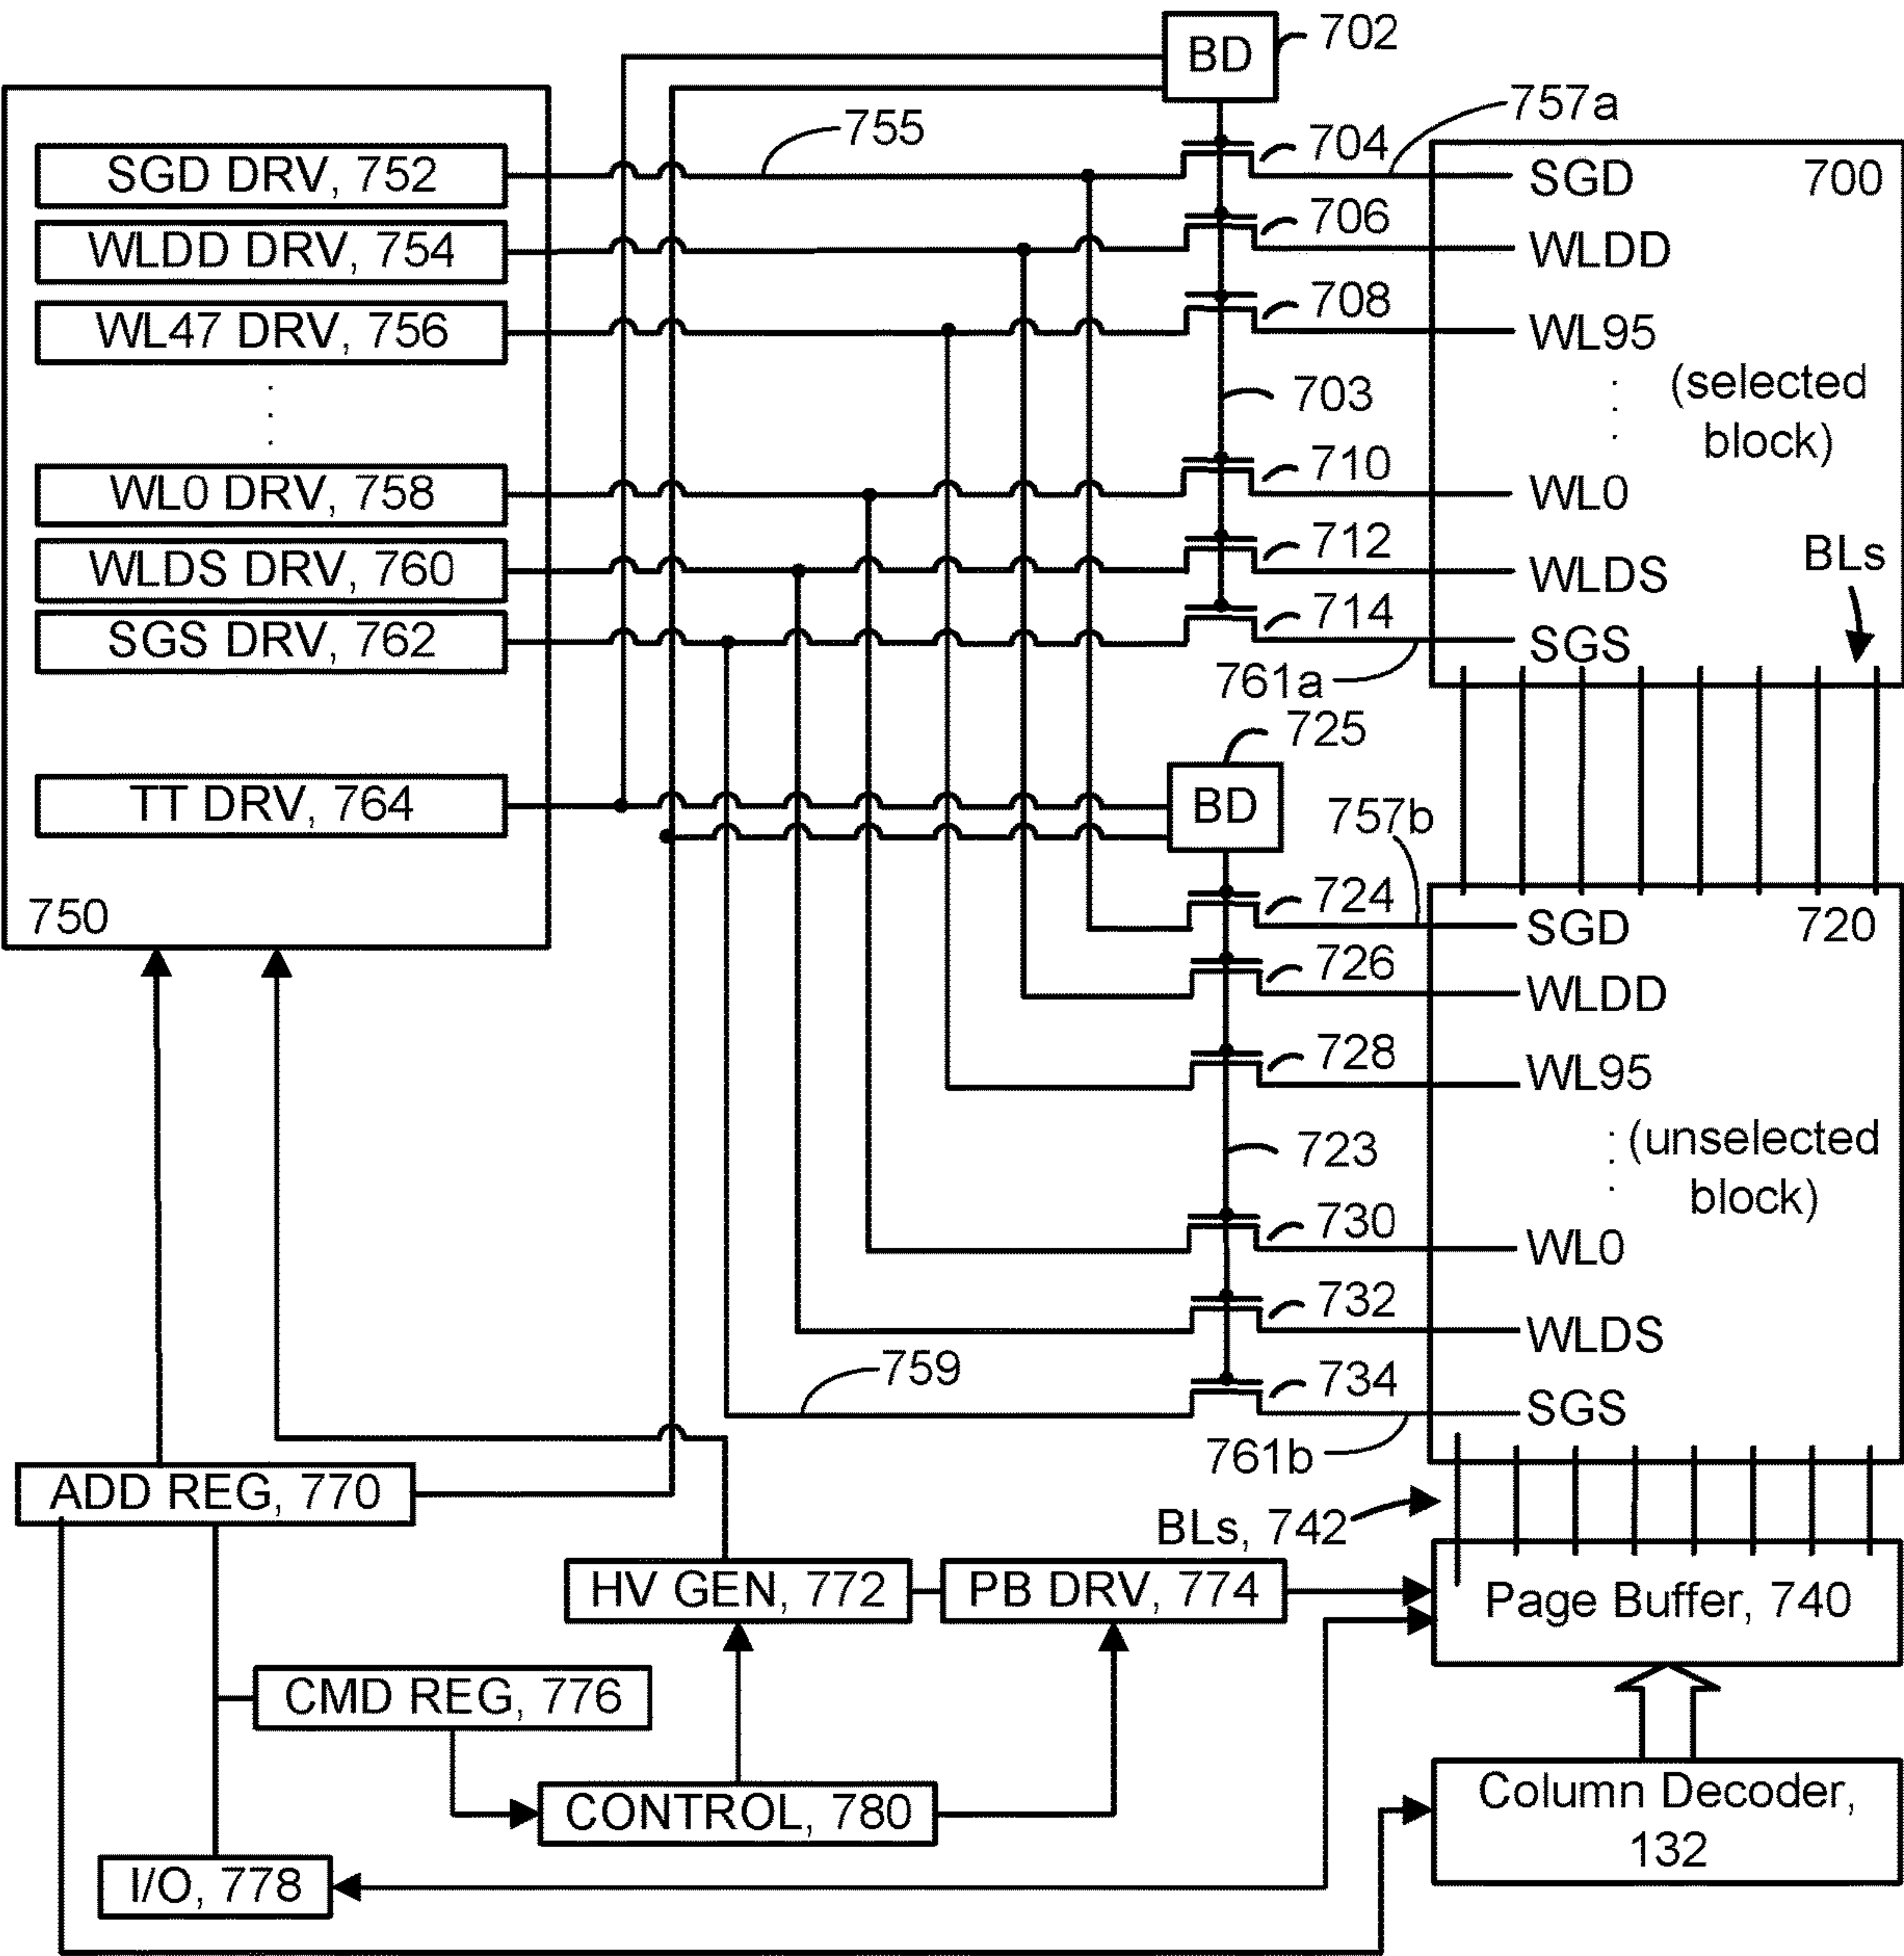 BD
702
755
757a
SGD DRV, 752
704
SGD
700
WLDD DRV, 754
706
WLDD
WL47 DRV, 756
708
WL95
703
(selected
block)
WL0 DRV, 758
710
WL0
WLDS DRV, 760
712
WLDS
BLs
SGS DRV, 762
714
SGS
761a
725
TT DRV, 764
BD
757b
750
724
SGD
720
726
WLDD
728
WL95
723
(unselected
block)
730
WL0
732
WLDS
759
734
SGS
761b
ADD REG, 770
BLs, 742
HV GEN, 772
PB DRV, 774
Page Buffer, 740
CMD REG, 776
CONTROL, 780
Column Decoder,
132
I/O, 778